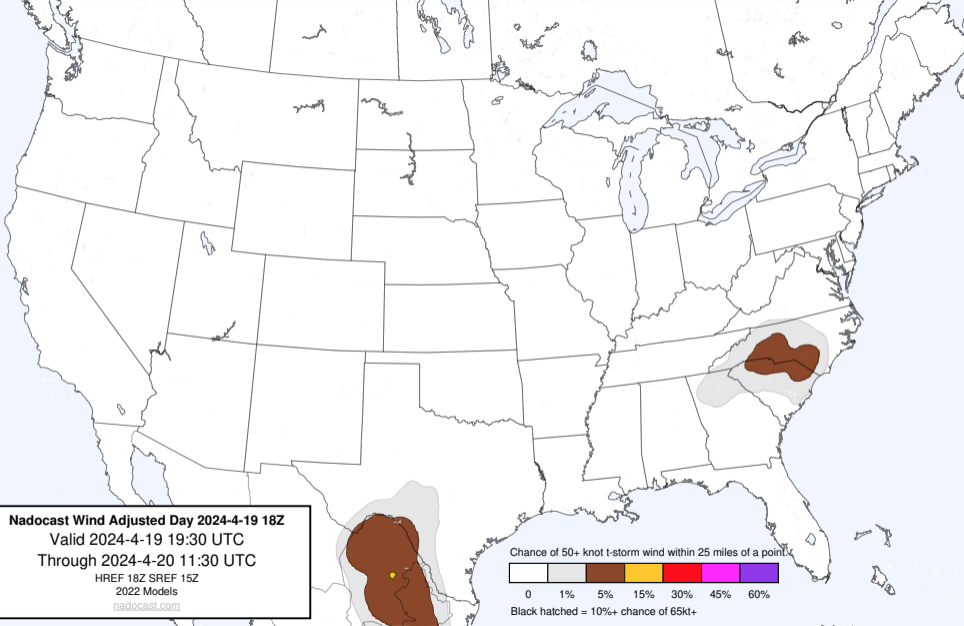 Nadocast Wind Adjusted Day 2024-4-19 18Z
Valid 2024-4-19 19:30 UTC
Through 2024-4-20 11:30 UTC
HREF 18Z SREF 15Z
2022 Models
nadocast.com
Chance of 50+ knot t-storm wind within 25 miles of a point.
0 1% 5% 15% 30% 45% 60%
Black hatched = 10%+ chance of 65kt+